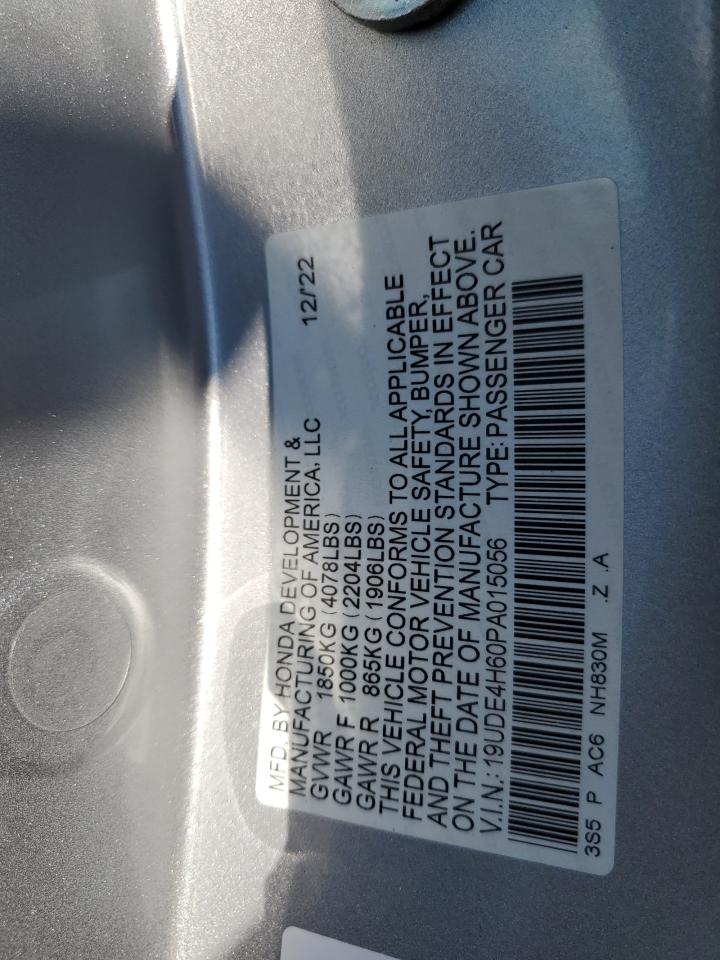 MFD. BY HONDA DEVELOPMENT &
MANUFACTURING OF AMERICA, LLC 12/'22
GVWR 1850KG (4078LBS)
GAWR F 1000KG (2204LBS)
GAWR R 865KG (1906LBS)
THIS VEHICLE CONFORMS TO ALL APPLICABLE
FEDERAL MOTOR VEHICLE SAFETY, BUMPER,
AND THEFT PREVENTION STANDARDS IN EFFECT
ON THE DATE OF MANUFACTURE SHOWN ABOVE.
V.I.N.: 19UDE4H60PA015056 TYPE: PASSENGER CAR
3S5 P AC6 NH830M .Z .A